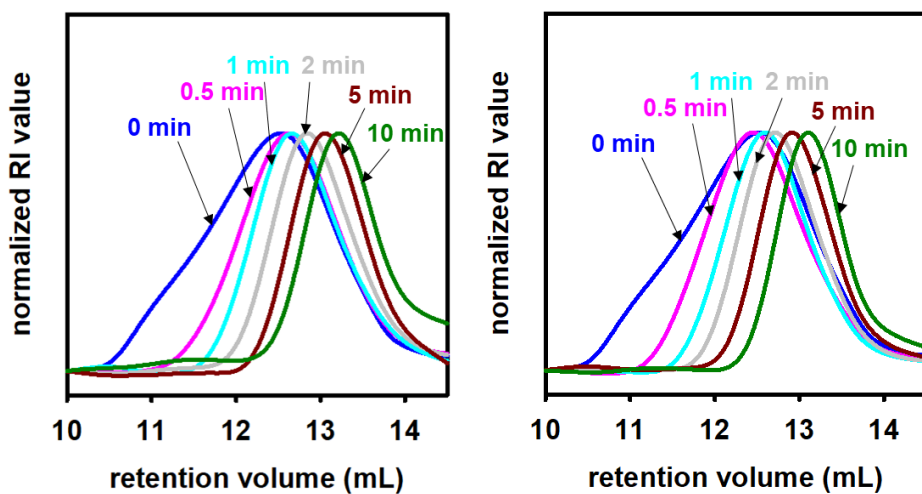 normalized RI value
0 min
0.5 min
1 min
2 min
5 min
10 min
10 11 12 13 14
retention volume (mL)
normalized RI value
0 min
0.5 min
1 min
2 min
5 min
10 min
10 11 12 13 14
retention volume (mL)